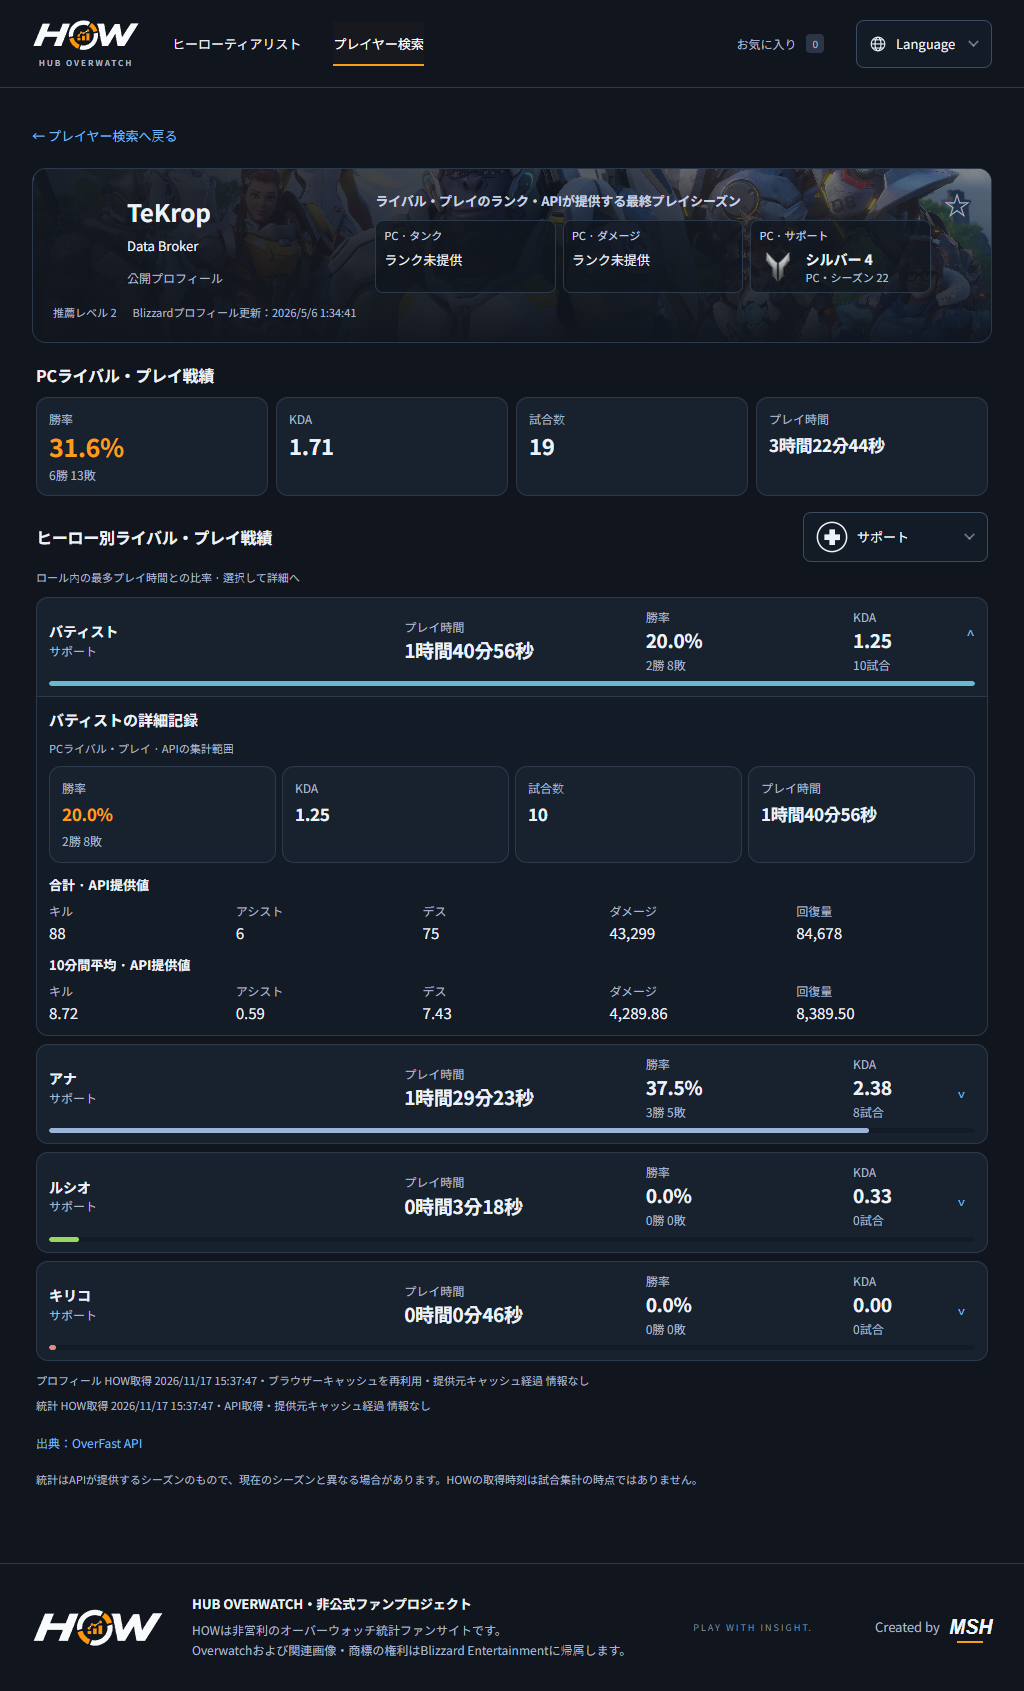 HOW
HUB OVERWATCH
ヒーローティアリスト
プレイヤー検索
お気に入り 0
Language
← プレイヤー検索へ戻る
TeKrop
Data Broker
公開プロフィール
推薦レベル 2 Blizzardプロフィール更新：2026/5/6 1:34:41
ライバル・プレイのランク・APIが提供する最終プレイシーズン
PC・タンク
ランク未提供
PC・ダメージ
ランク未提供
PC・サポート
シルバー 4
PC・シーズン 22
PCライバル・プレイ戦績
勝率
31.6%
6勝 13敗
KDA
1.71
試合数
19
プレイ時間
3時間22分44秒
ヒーロー別ライバル・プレイ戦績
サポート
ロール内の最多プレイ時間との比率・選択して詳細へ
バティスト
サポート
プレイ時間
1時間40分56秒
勝率
20.0%
2勝 8敗
KDA
1.25
10試合
バティストの詳細記録
PCライバル・プレイ・APIの集計範囲
勝率
20.0%
2勝 8敗
KDA
1.25
試合数
10
プレイ時間
1時間40分56秒
合計・API提供値
キル アシスト デス ダメージ 回復量
88 6 75 43,299 84,678
10分間平均・API提供値
キル アシスト デス ダメージ 回復量
8.72 0.59 7.43 4,289.86 8,389.50
アナ
サポート
プレイ時間
1時間29分23秒
勝率
37.5%
3勝 5敗
KDA
2.38
8試合
ルシオ
サポート
プレイ時間
0時間3分18秒
勝率
0.0%
0勝 0敗
KDA
0.33
0試合
キリコ
サポート
プレイ時間
0時間0分46秒
勝率
0.0%
0勝 0敗
KDA
0.00
0試合
プロフィール HOW取得 2026/11/17 15:37:47・ブラウザーキャッシュを再利用・提供元キャッシュ経過 情報なし
統計 HOW取得 2026/11/17 15:37:47・API取得・提供元キャッシュ経過 情報なし
出典：OverFast API
統計はAPIが提供するシーズンのもので、現在のシーズンと異なる場合があります。HOWの取得時刻は試合集計の時点ではありません。
HOW
HUB OVERWATCH・非公式ファンプロジェクト
HOWは非営利のオーバーウォッチ統計ファンサイトです。
Overwatchおよび関連画像・商標の権利はBlizzard Entertainmentに帰属します。
PLAY WITH INSIGHT.
Created by MSH